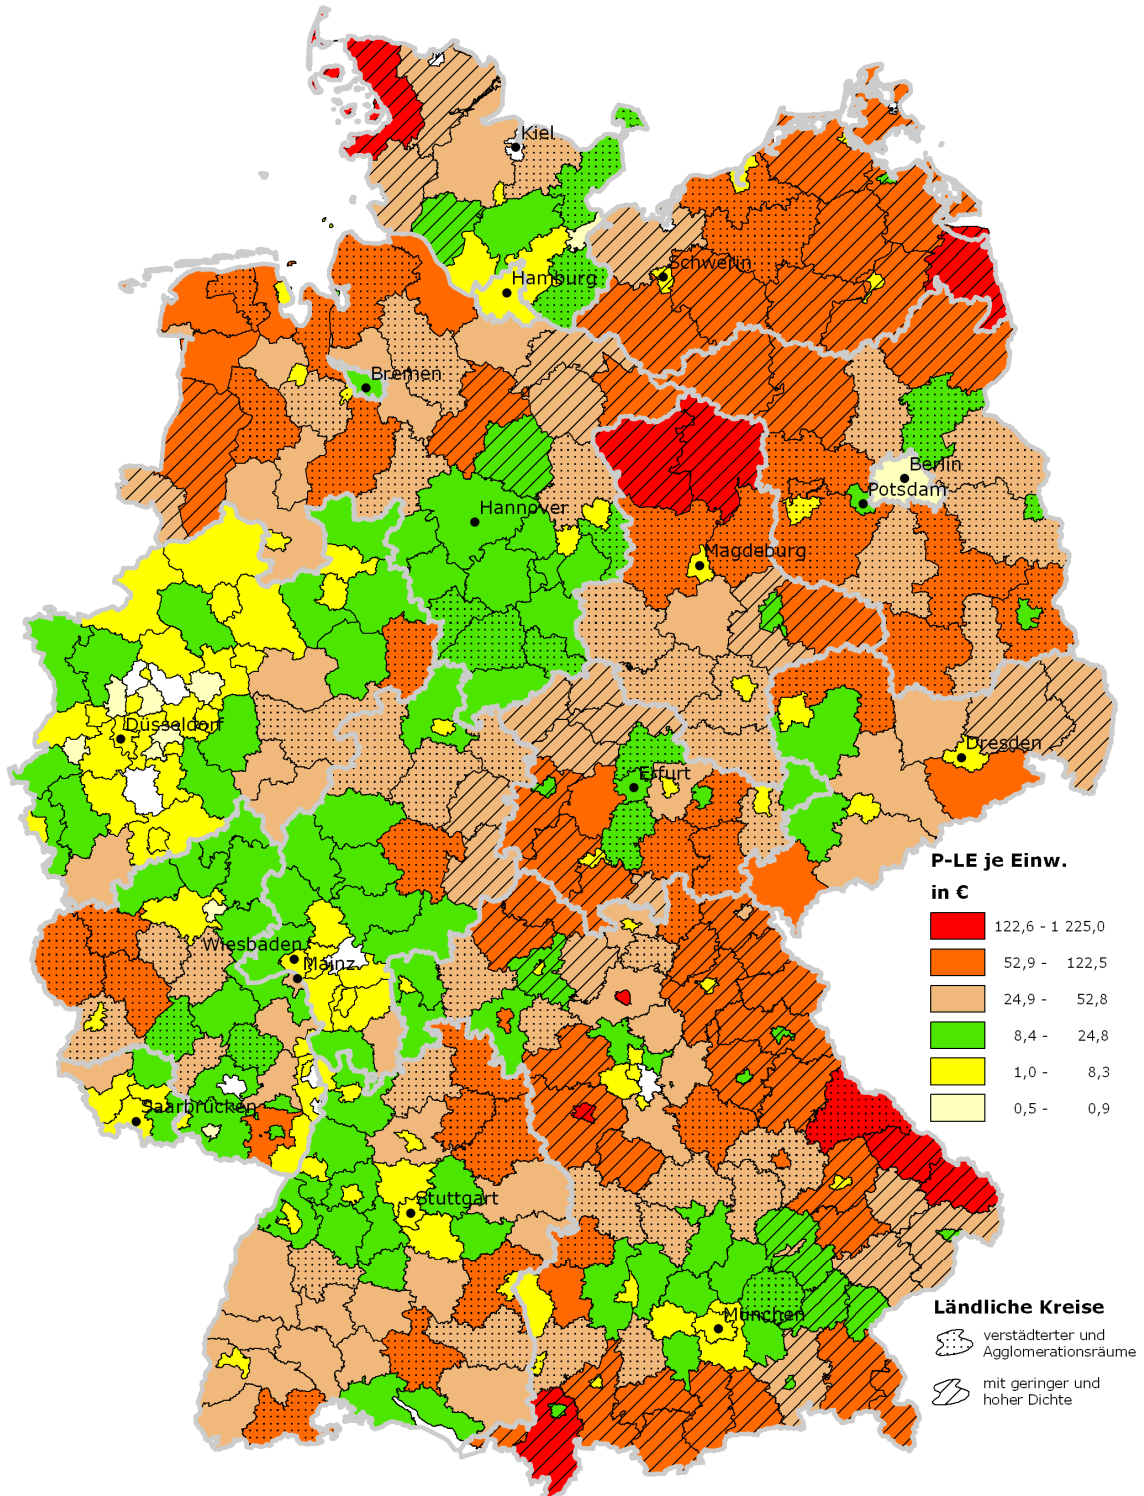 Kiel
Schwerin
Hamburg
Bremen
Berlin
Potsdam
Hannover
Magdeburg
Düsseldorf
Dresden
Erfurt
P-LE je Einw.
in €
122,6 - 1 225,0
52,9 - 122,5
24,9 - 52,8
8,4 - 24,8
1,0 - 8,3
0,5 - 0,9
Wiesbaden
Mainz
Saarbrücken
Stuttgart
München
Ländliche Kreise
verstädterter und
Agglomerationsräume
mit geringer und
hoher Dichte